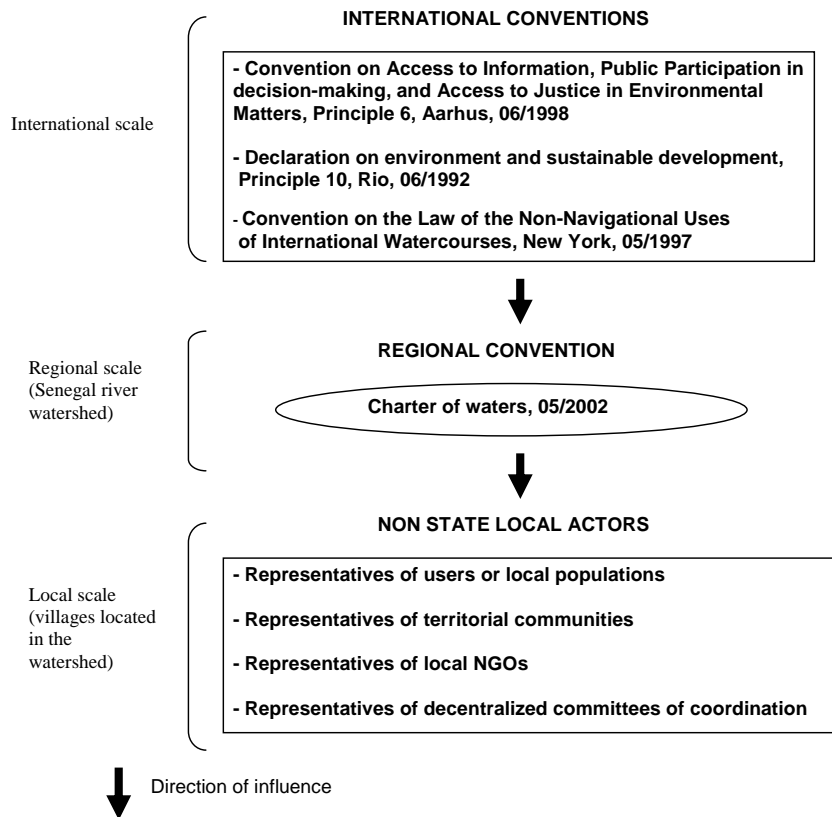 INTERNATIONAL CONVENTIONS
International scale
- Convention on Access to Information, Public Participation in
decision-making, and Access to Justice in Environmental
Matters, Principle 6, Aarhus, 06/1998
- Declaration on environment and sustainable development,
Principle 10, Rio, 06/1992
- Convention on the Law of the Non-Navigational Uses
of International Watercourses, New York, 05/1997
Regional scale
(Senegal river
watershed)
REGIONAL CONVENTION
Charter of waters, 05/2002
NON STATE LOCAL ACTORS
Local scale
(villages located
in the
watershed)
- Representatives of users or local populations
- Representatives of territorial communities
- Representatives of local NGOs
- Representatives of decentralized committees of coordination
Direction of influence